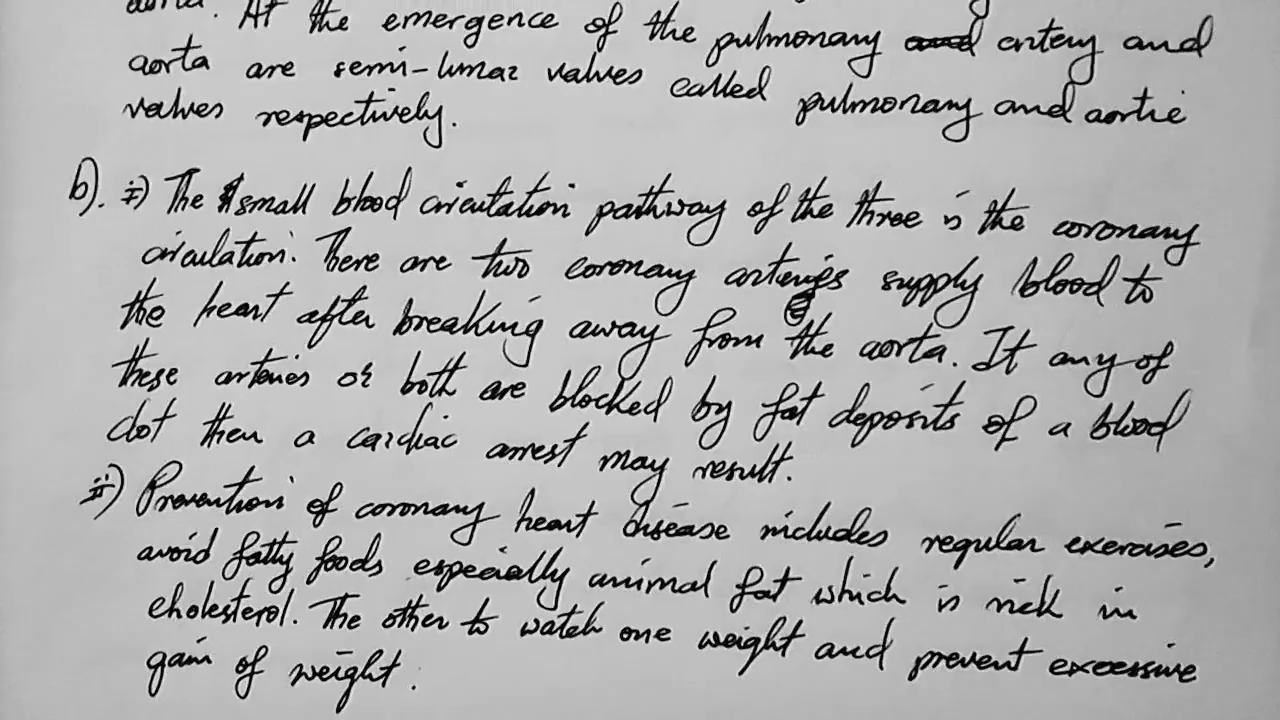 aorta. At the emergence of the pulmonary and artery and
aorta are semi-lunar valves called pulmonary and aortic
valves respectively.
b). i) The small blood circulation pathway of the three is the coronary
circulation. There are two coronary arteries supply blood to
the heart after breaking away from the aorta. If any of
these arteries or both are blocked by fat deposits of a blood
clot then a cardiac arrest may result.
ii) Prevention of coronary heart disease includes regular exercises,
avoid fatty foods especially animal fat which is rich in
cholesterol. The other to watch one weight and prevent excessive
gain of weight.